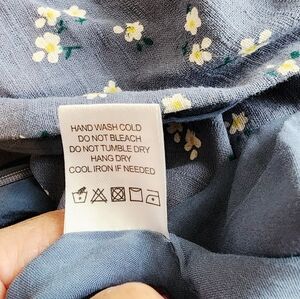 HAND WASH COLD
DO NOT BLEACH
DO NOT TUMBLE DRY
HANG DRY
COOL IRON IF NEEDED